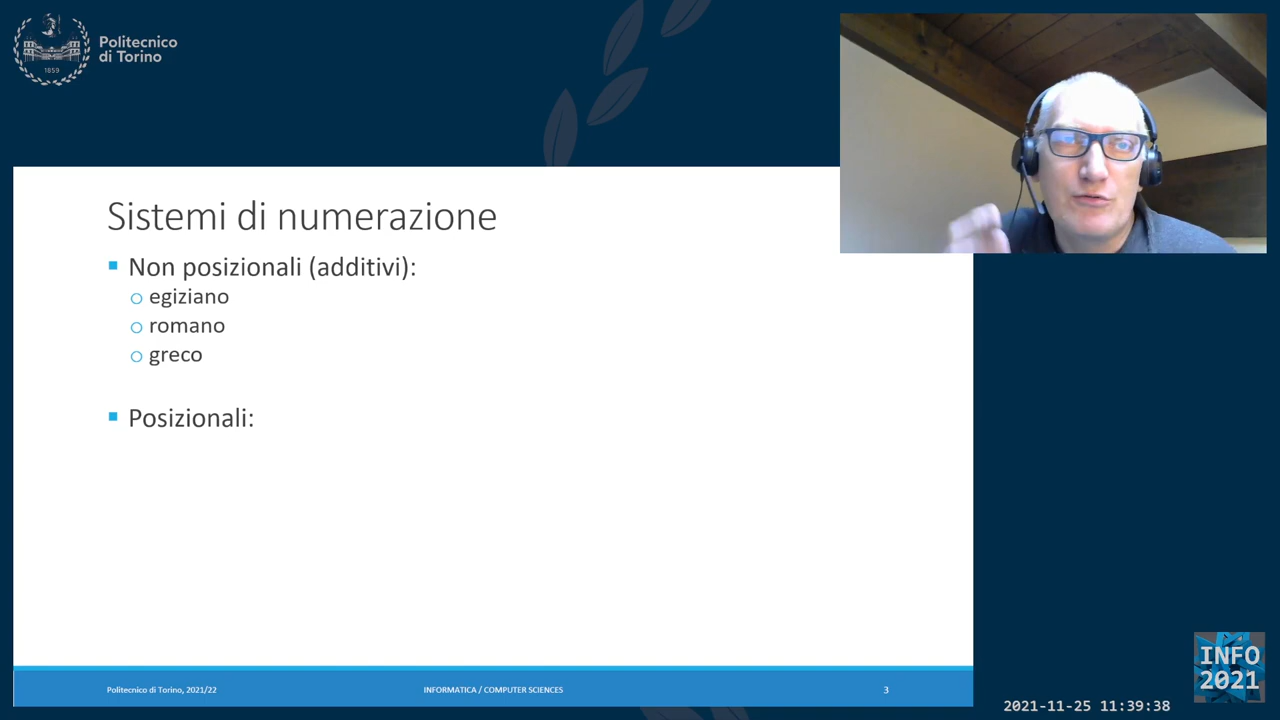 Politecnico
di Torino
1859
Sistemi di numerazione
Non posizionali (additivi):
egiziano
romano
greco
Posizionali:
Politecnico di Torino, 2021/22
INFORMATICA / COMPUTER SCIENCES
3
INFO
2021
2021-11-25 11:39:38